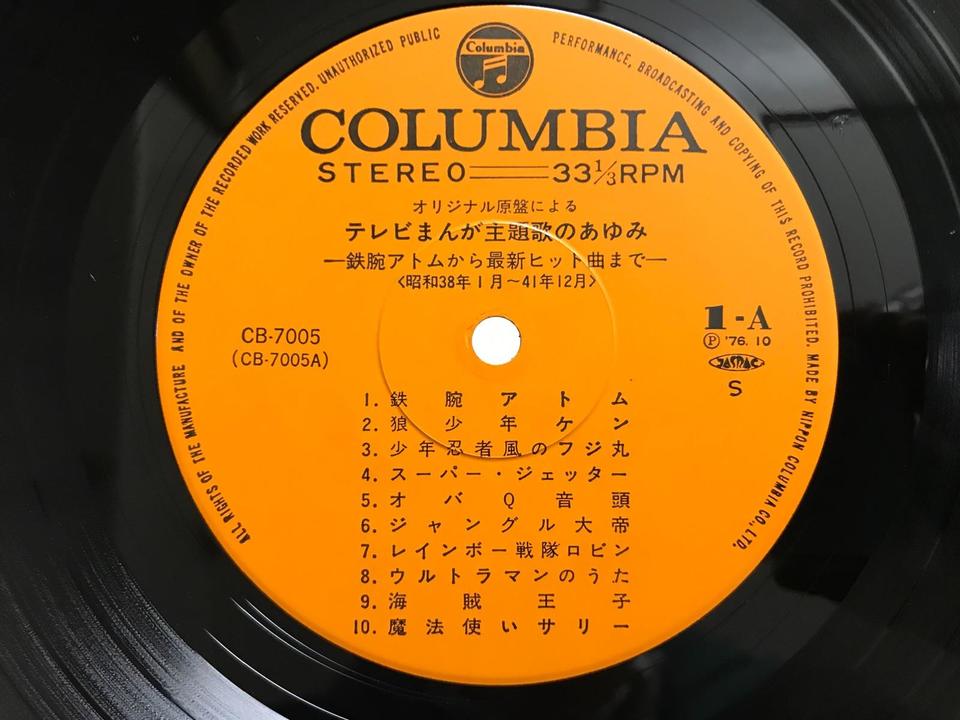 ALL RIGHTS OF THE MANUFACTURE AND OF THE OWNER OF THE RECORDED WORK RESERVED. UNAUTHORIZED PUBLIC PERFORMANCE, BROADCASTING AND COPYING OF THIS RECORD PROHIBITED. MADE BY NIPPON COLUMBIA CO., LTD.
Columbia
COLUMBIA
STEREO 33 1/3 RPM
オリジナル原盤による
テレビまんが主題歌のあゆみ
―鉄腕アトムから最新ヒット曲まで―
<昭和38年1月~41年12月>
CB-7005
(CB-7005A)
1-A
Ⓟ '76. 10
JASRAC
S
1. 鉄腕アトム
2. 狼少年ケン
3. 少年忍者風のフジ丸
4. スーパー・ジェッター
5. オバQ音頭
6. ジャングル大帝
7. レインボー戦隊ロビン
8. ウルトラマンのうた
9. 海賊王子
10. 魔法使いサリー